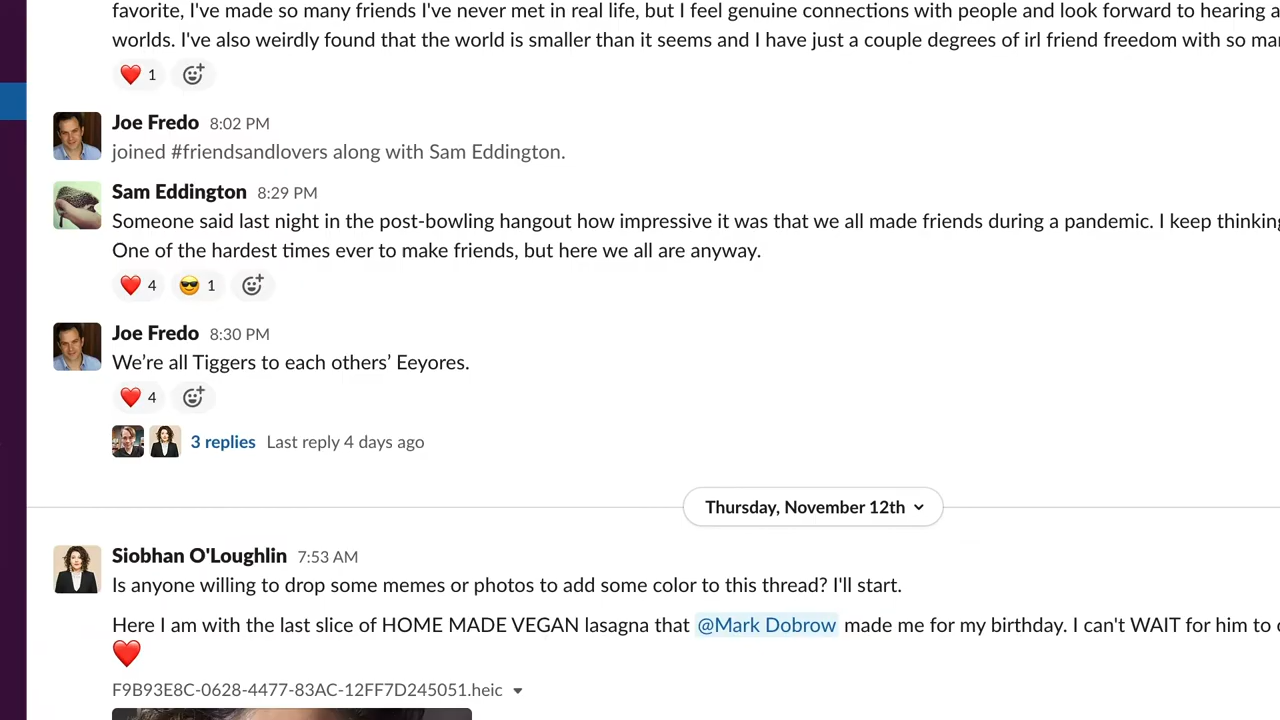 favorite, I've made so many friends I've never met in real life, but I feel genuine connections with people and look forward to hearing a
worlds. I've also weirdly found that the world is smaller than it seems and I have just a couple degrees of irl friend freedom with so
1
Joe Fredo 8:02 PM
joined #friendsandlovers along with Sam Eddington.
Sam Eddington 8:29 PM
Someone said last night in the post-bowling hangout how impressive it was that we all made friends during a pandemic. I keep thinking
One of the hardest times ever to make friends, but here we all are anyway.
4 1
Joe Fredo 8:30 PM
We’re all Tiggers to each others’ Eeyores.
4
3 replies Last reply 4 days ago
Thursday, November 12th
Siobhan O'Loughlin 7:53 AM
Is anyone willing to drop some memes or photos to add some color to this thread? I'll start.
Here I am with the last slice of HOME MADE VEGAN lasagna that @Mark Dobrow made me for my birthday. I can't WAIT for him to
F9B93E8C-0628-4477-83AC-12FF7D245051.heic